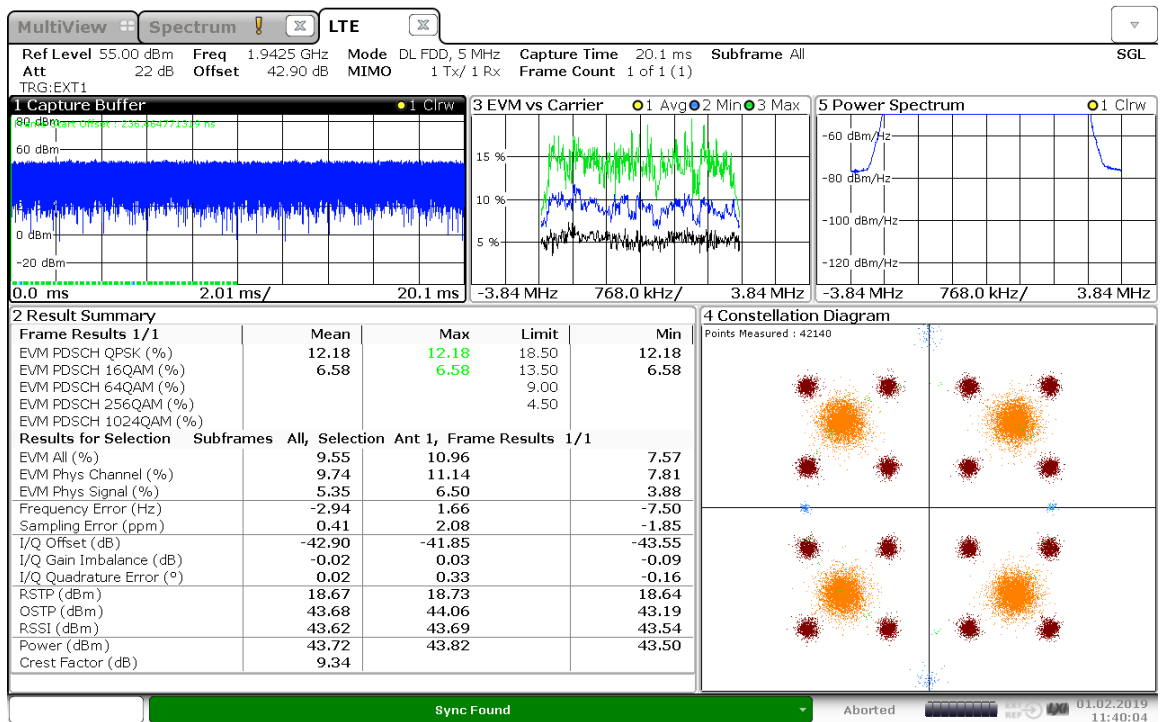 MultiView Spectrum ! X LTE X
Ref Level 55.00 dBm Freq 1.9425 GHz Mode DL FDD, 5 MHz Capture Time 20.1 ms Subframe All SGL
Att 22 dB Offset 42.90 dB MIMO 1 Tx/ 1 Rx Frame Count 1 of 1 (1)
TRG:EXT1
1 Capture Buffer 1 Clrw
80 dBm
Frame Start Offset : 236.464771319 ns
60 dBm
0 dBm
-20 dBm
0.0 ms 2.01 ms/ 20.1 ms
3 EVM vs Carrier 1 Avg 2 Min 3 Max
15 %
10 %
5 %
-3.84 MHz 768.0 kHz/ 3.84 MHz
5 Power Spectrum 1 Clrw
-60 dBm/Hz
-80 dBm/Hz
-100 dBm/Hz
-120 dBm/Hz
-3.84 MHz 768.0 kHz/ 3.84 MHz
2 Result Summary
Frame Results 1/1 Mean Max Limit Min
EVM PDSCH QPSK (%) 12.18 12.18 18.50 12.18
EVM PDSCH 16QAM (%) 6.58 6.58 13.50 6.58
EVM PDSCH 64QAM (%) 9.00
EVM PDSCH 256QAM (%) 4.50
EVM PDSCH 1024QAM (%)
Results for Selection Subframes All, Selection Ant 1, Frame Results 1/1
EVM All (%) 9.55 10.96 7.57
EVM Phys Channel (%) 9.74 11.14 7.81
EVM Phys Signal (%) 5.35 6.50 3.88
Frequency Error (Hz) -2.94 1.66 -7.50
Sampling Error (ppm) 0.41 2.08 -1.85
I/Q Offset (dB) -42.90 -41.85 -43.55
I/Q Gain Imbalance (dB) -0.02 0.03 -0.09
I/Q Quadrature Error (°) 0.02 0.33 -0.16
RSTP (dBm) 18.67 18.73 18.64
OSTP (dBm) 43.68 44.06 43.19
RSSI (dBm) 43.62 43.69 43.54
Power (dBm) 43.72 43.82 43.50
Crest Factor (dB) 9.34
4 Constellation Diagram
Points Measured : 42140
Sync Found Aborted EXT REF 01.02.2019
11:40:04